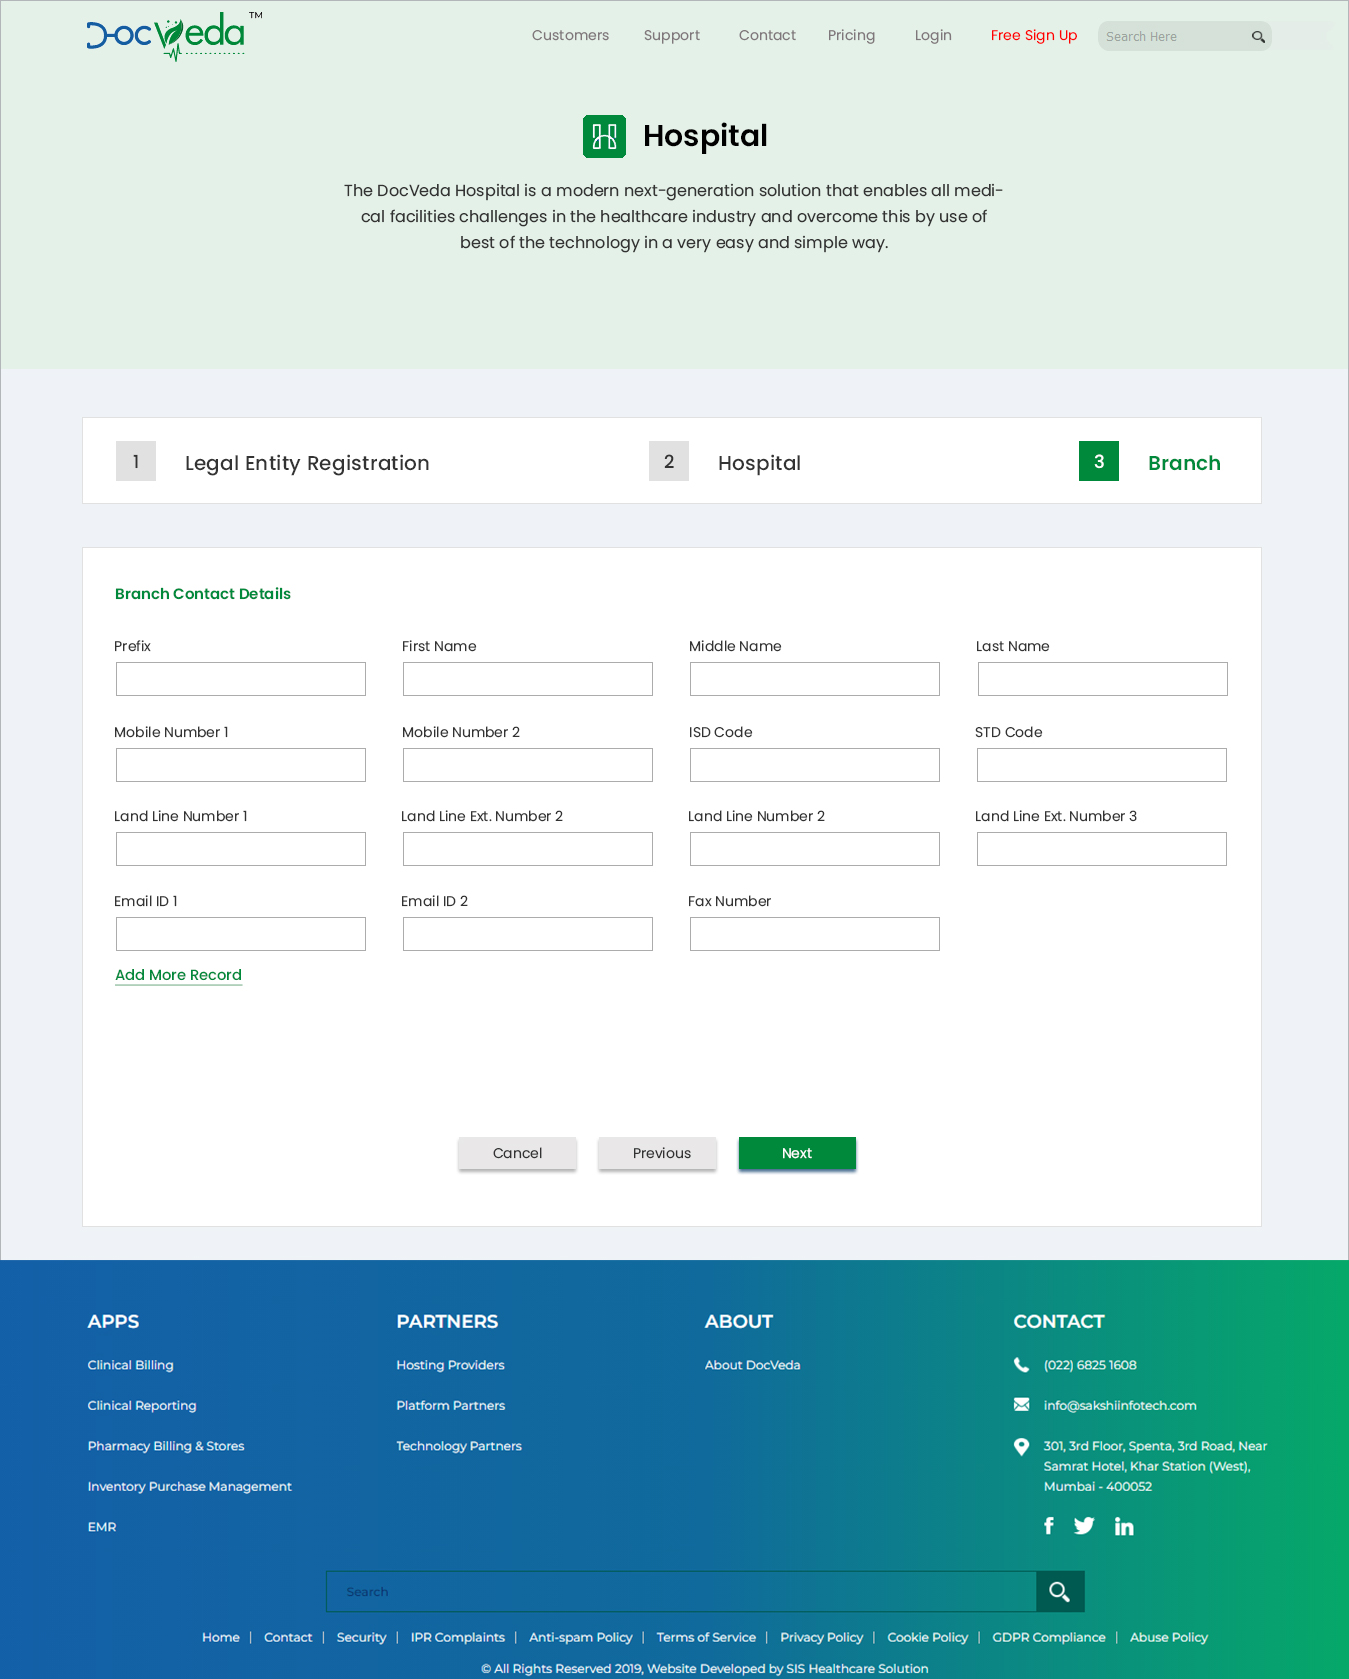 DocVeda™
Customers Support Contact Pricing Login Free Sign Up Search Here
Hospital
The DocVeda Hospital is a modern next-generation solution that enables all medi-
cal facilities challenges in the healthcare industry and overcome this by use of
best of the technology in a very easy and simple way.
1 Legal Entity Registration 2 Hospital 3 Branch
Branch Contact Details
Prefix First Name Middle Name Last Name
Mobile Number 1 Mobile Number 2 ISD Code STD Code
Land Line Number 1 Land Line Ext. Number 2 Land Line Number 2 Land Line Ext. Number 3
Email ID 1 Email ID 2 Fax Number
Add More Record
Cancel Previous Next
APPS
Clinical Billing
Clinical Reporting
Pharmacy Billing & Stores
Inventory Purchase Management
EMR
PARTNERS
Hosting Providers
Platform Partners
Technology Partners
ABOUT
About DocVeda
CONTACT
(022) 6825 1608
info@sakshiinfotech.com
301, 3rd Floor, Spenta, 3rd Road, Near
Samrat Hotel, Khar Station (West),
Mumbai - 400052
Search
Home | Contact | Security | IPR Complaints | Anti-spam Policy | Terms of Service | Privacy Policy | Cookie Policy | GDPR Compliance | Abuse Policy
© All Rights Reserved 2019, Website Developed by SIS Healthcare Solution